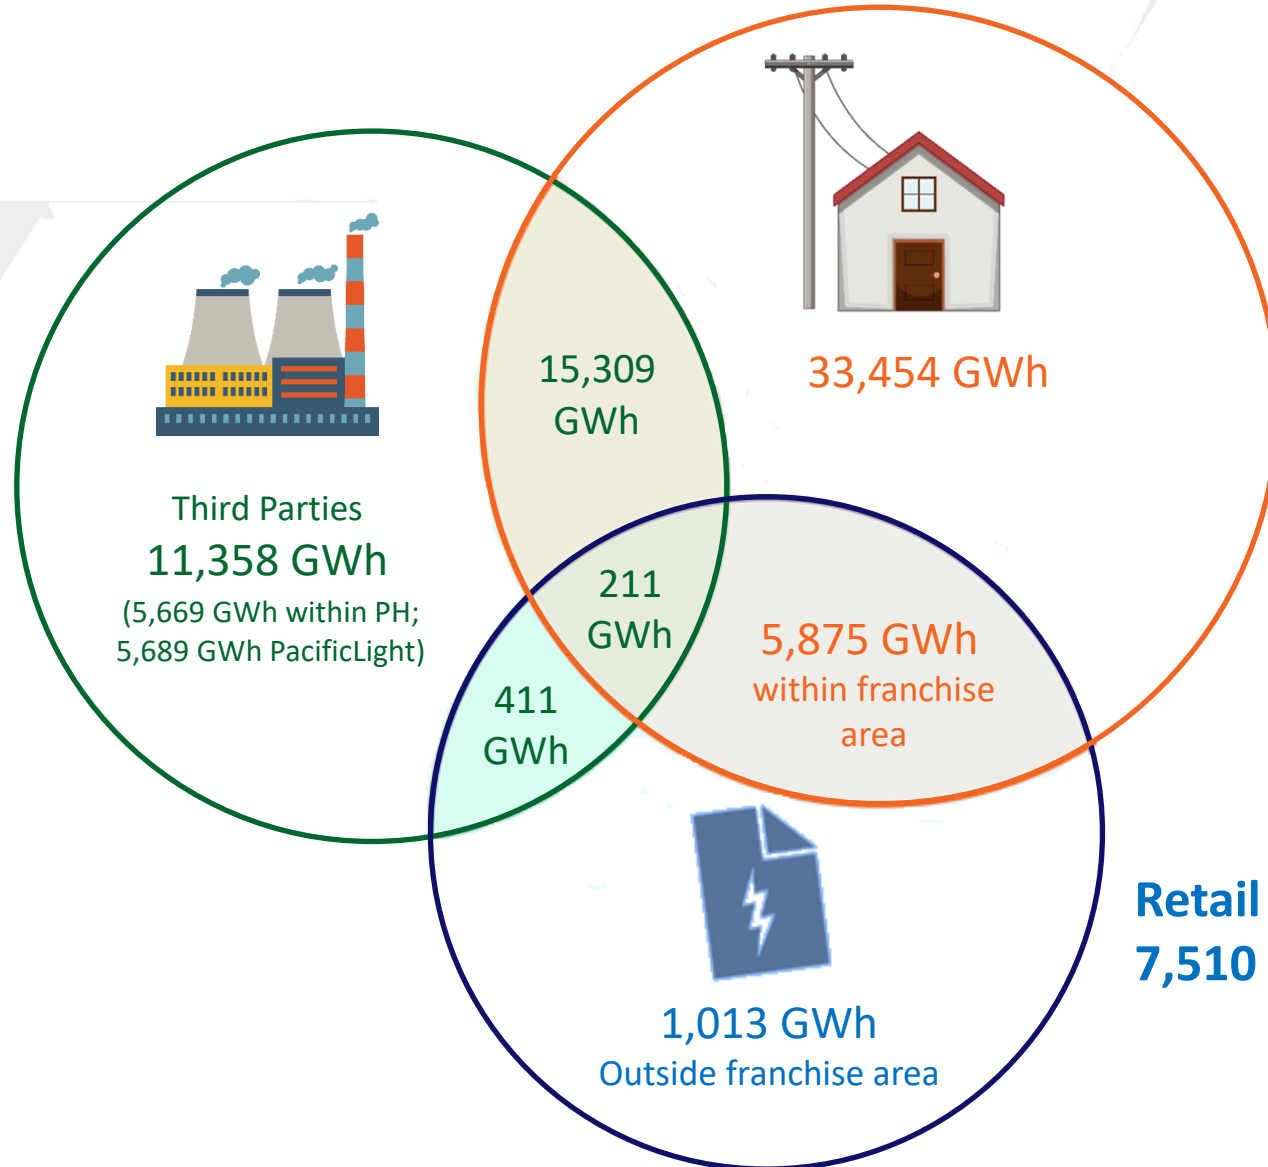 15,309
GWh
33,454 GWh
Third Parties
11,358 GWh
(5,669 GWh within PH;
5,689 GWh PacificLight)
211
GWh
5,875 GWh
within franchise
area
411
GWh
Retail
7,510
1,013 GWh
Outside franchise area